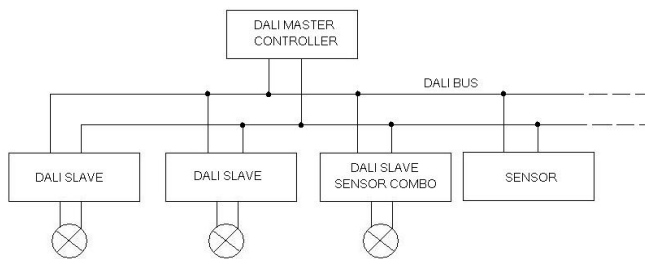 DALI MASTER
CONTROLLER
DALI BUS
DALI SLAVE
DALI SLAVE
DALI SLAVE
SENSOR COMBO
SENSOR